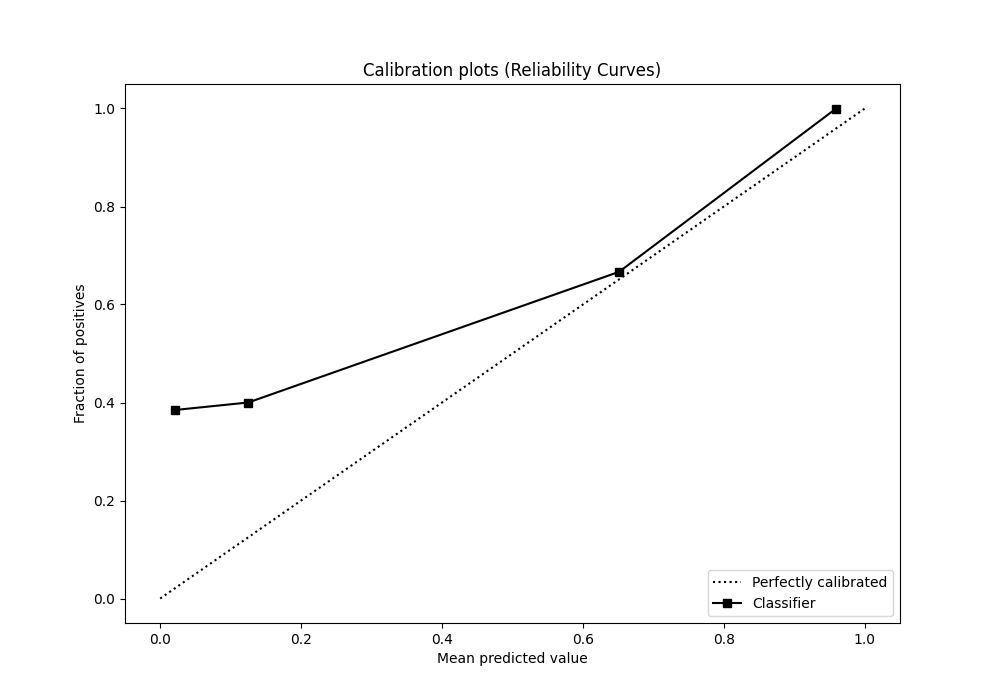 Calibration plots (Reliability Curves)
Fraction of positives
1.0
0.8
0.6
0.4
0.2
0.0
0.0 0.2 0.4 0.6 0.8 1.0
Mean predicted value
Perfectly calibrated
Classifier